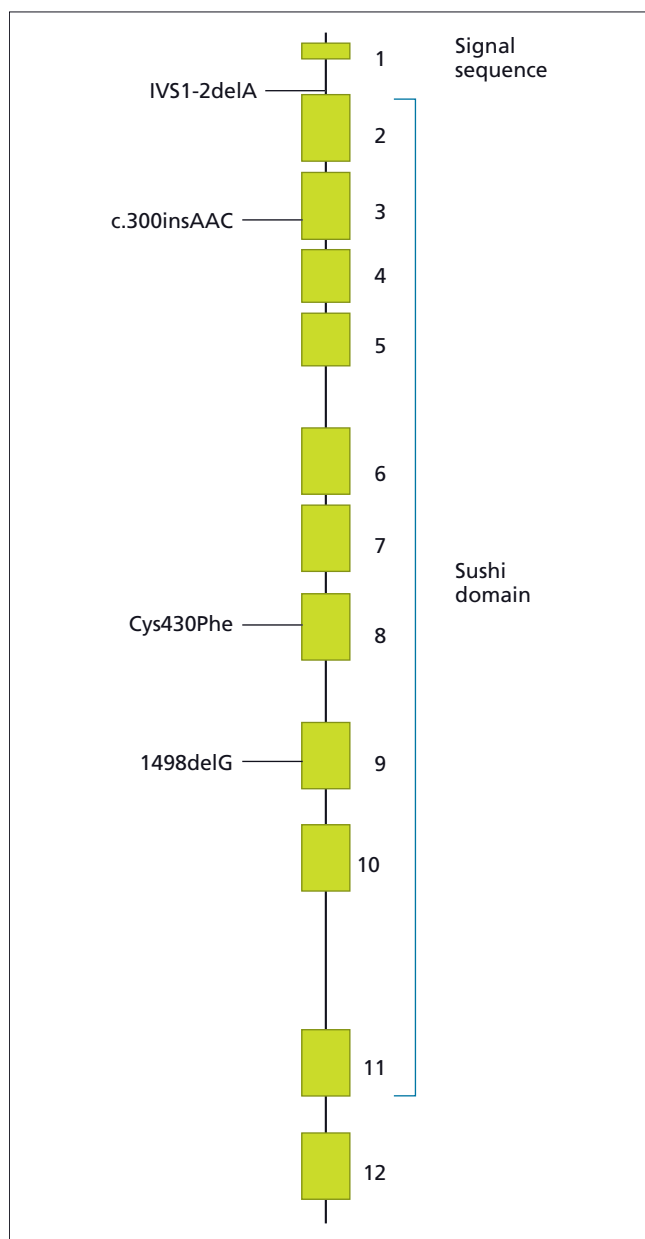 1
Signal
sequence
IVS1-2delA
2
c.300insAAC
3
4
5
6
7
Sushi
domain
Cys430Phe
8
1498delG
9
10
11
12